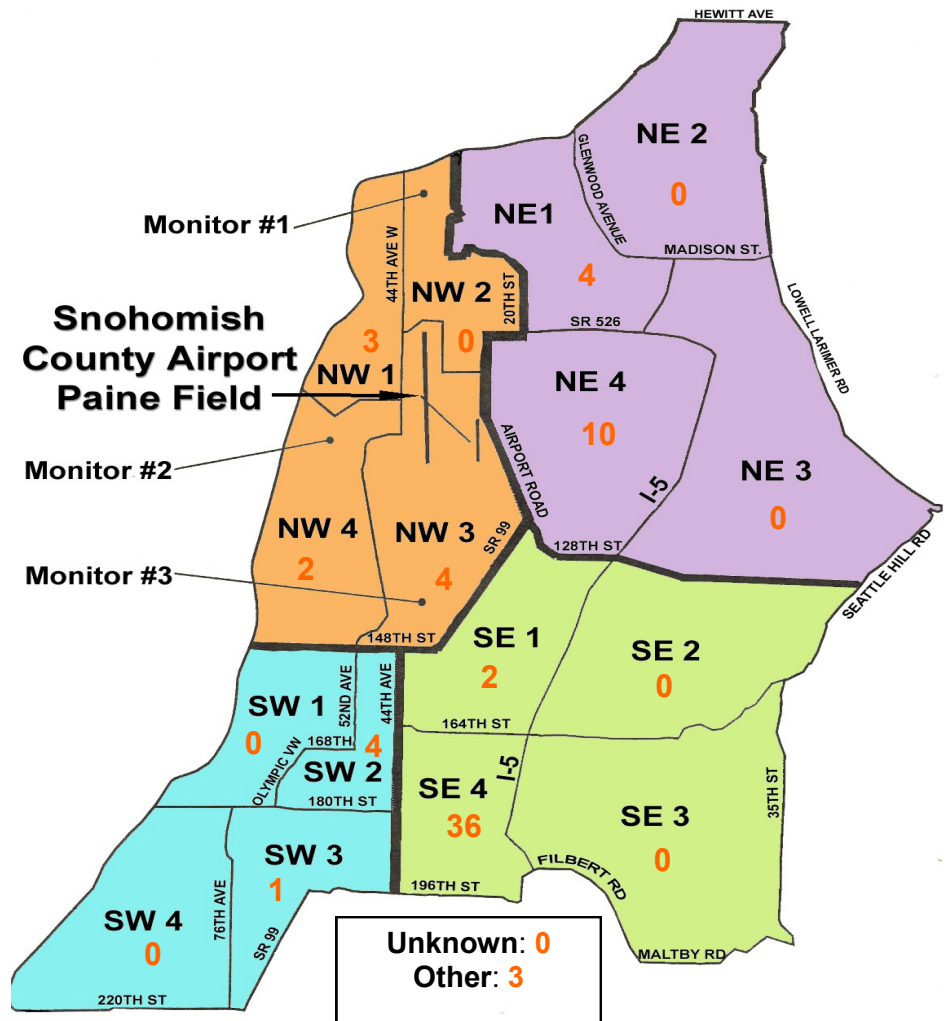 HEWITT AVE
NE 2
0
GLENWOOD AVENUE
MADISON ST.
NE1
4
SR 526
LOWELL LARIMER RD
Monitor #1
44TH AVE W
NW 2
0
20TH ST
Snohomish
County Airport
Paine Field
3
NW 1
NE 4
10
AIRPORT ROAD
I-5
NE 3
0
128TH ST
SEATTLE HILL RD
Monitor #2
NW 4
2
NW 3
4
SR 99
Monitor #3
148TH ST
SE 1
2
SE 2
0
164TH ST
SW 1
0
52ND AVE
44TH AVE
168TH
4
OLYMPIC VW
SW 2
180TH ST
I-5
SE 4
36
SE 3
0
35TH ST
FILBERT RD
196TH ST
MALTBY RD
SW 3
1
76TH AVE
SR 99
SW 4
0
220TH ST
Unknown: 0
Other: 3